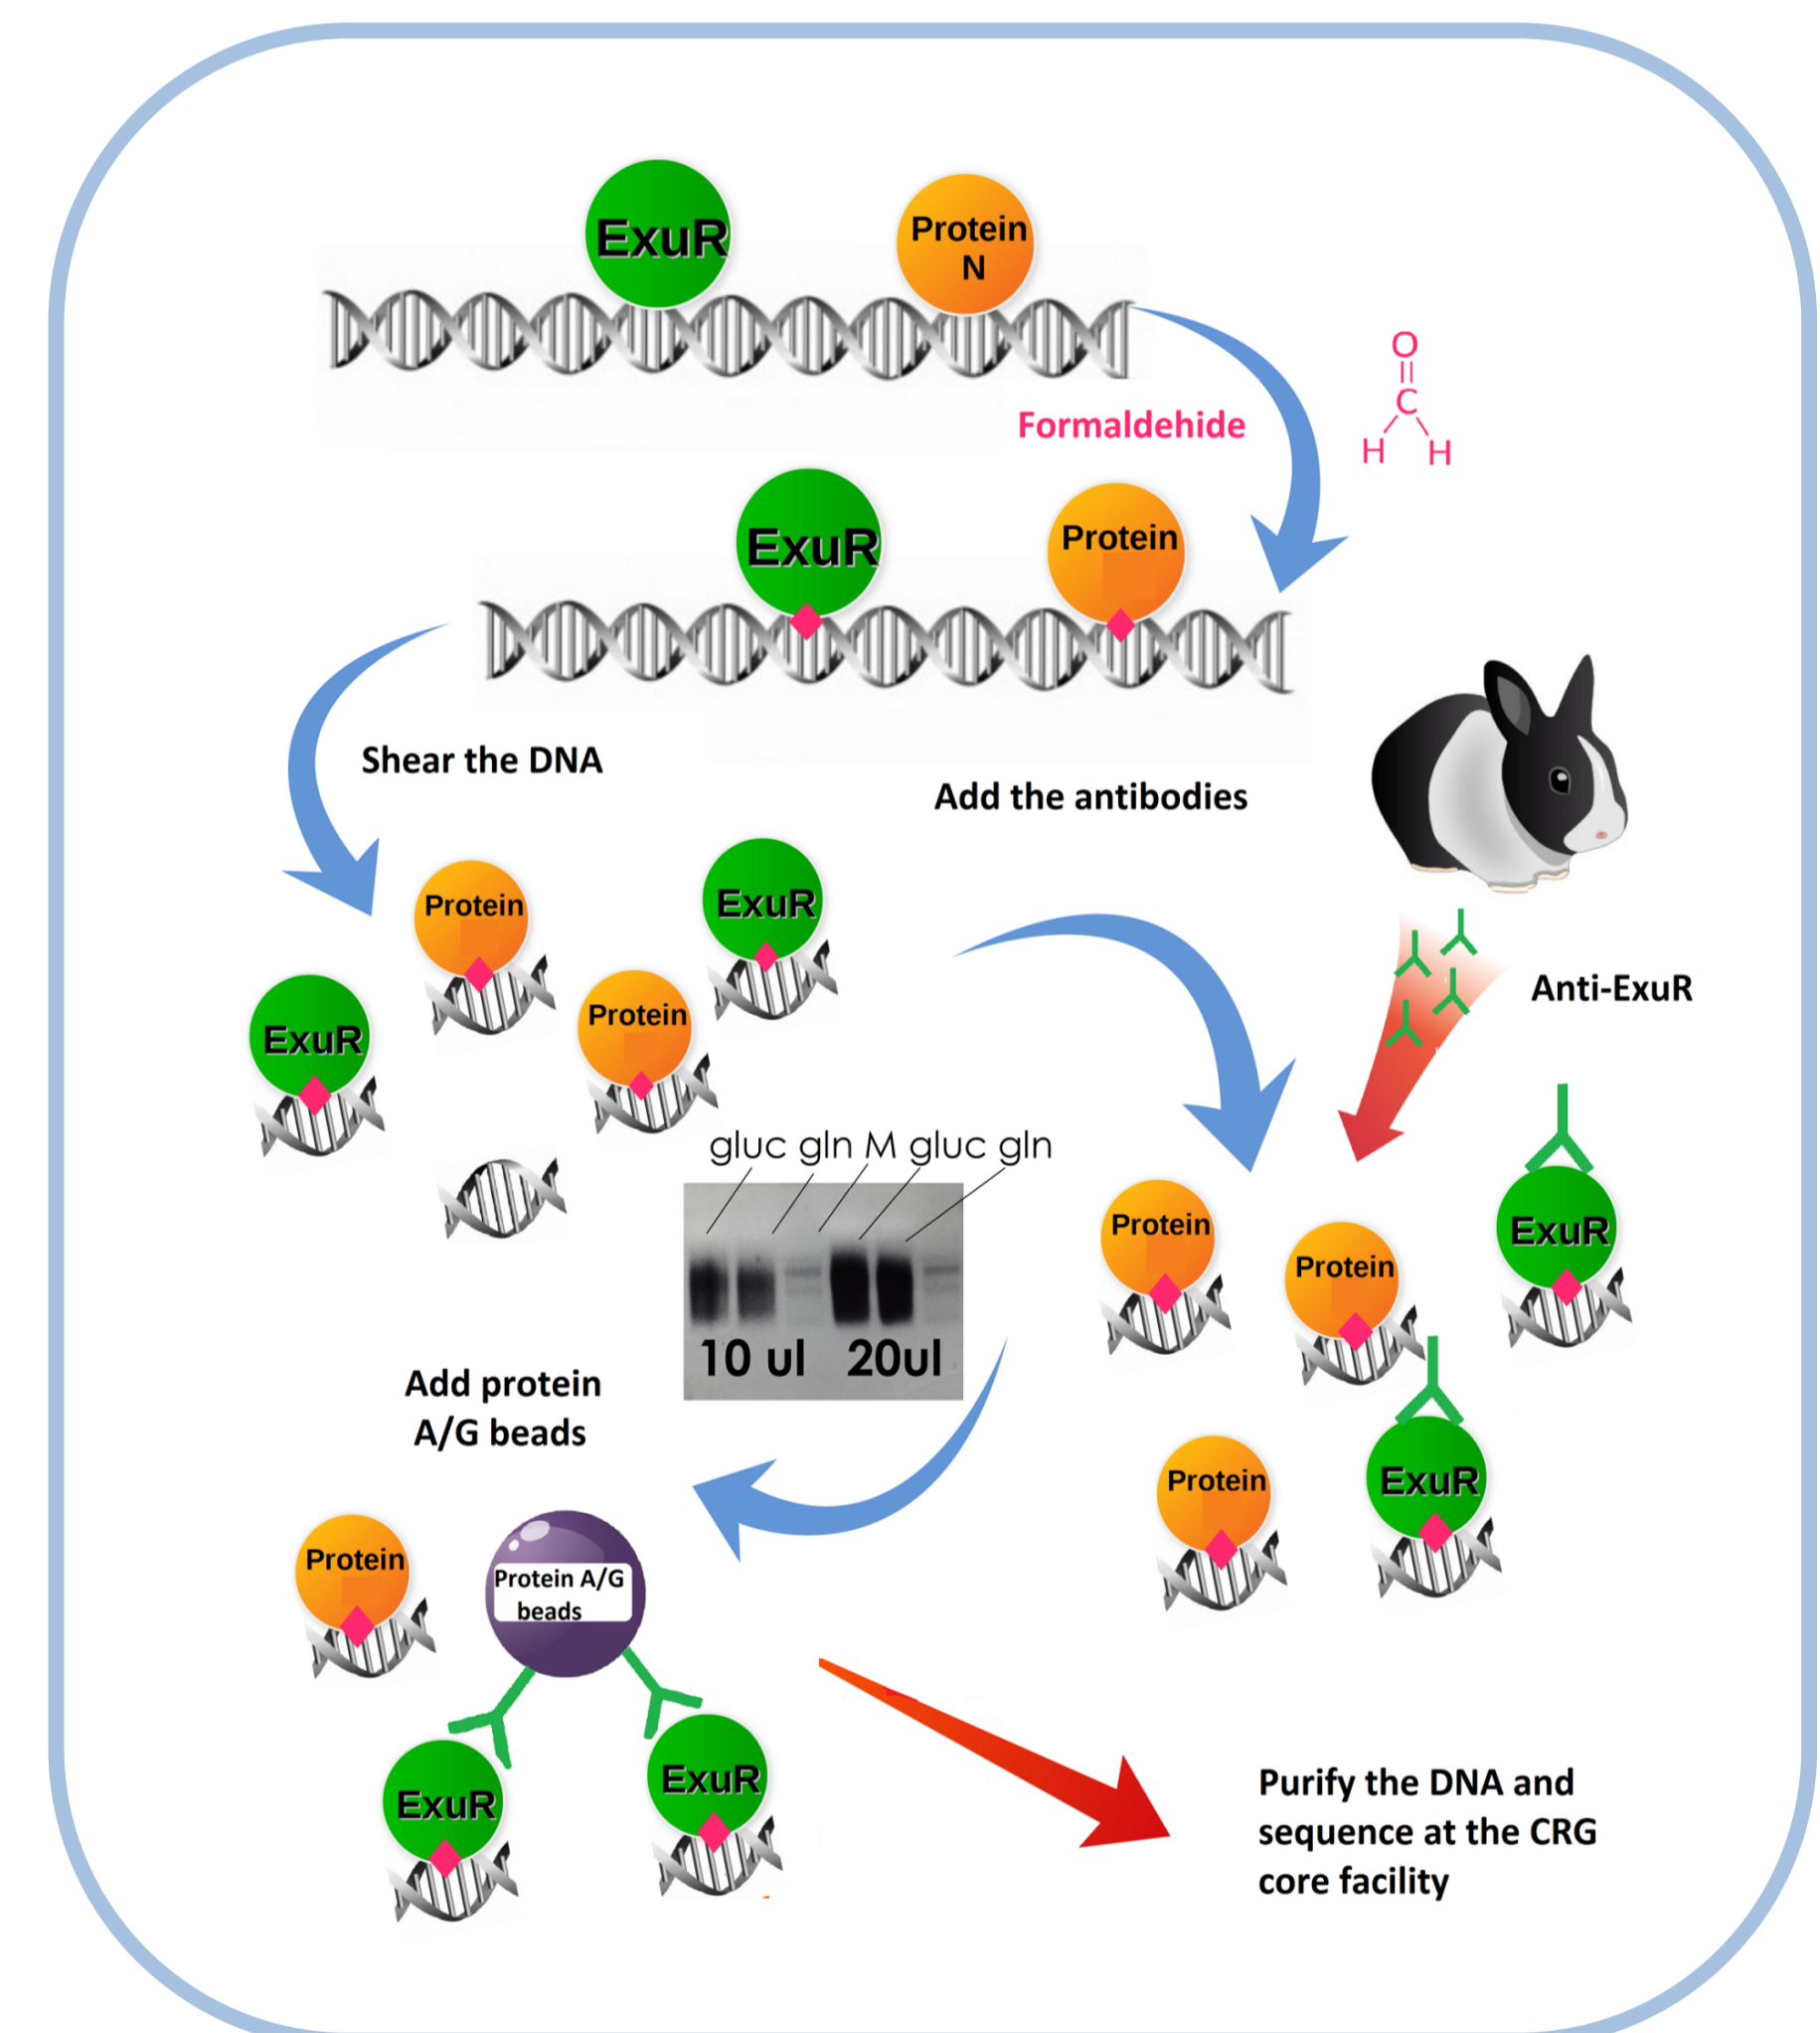 ExuR
Protein
N
O
C
H H
Formaldehide
ExuR
Protein
Shear the DNA
Add the antibodies
Protein
ExuR
ExuR
Protein
Anti-ExuR
gluc gln M gluc gln
10 ul 20ul
Protein
Protein
ExuR
Protein
ExuR
Add protein
A/G beads
Protein
Protein A/G
beads
ExuR
ExuR
Purify the DNA and
sequence at the CRG
core facility